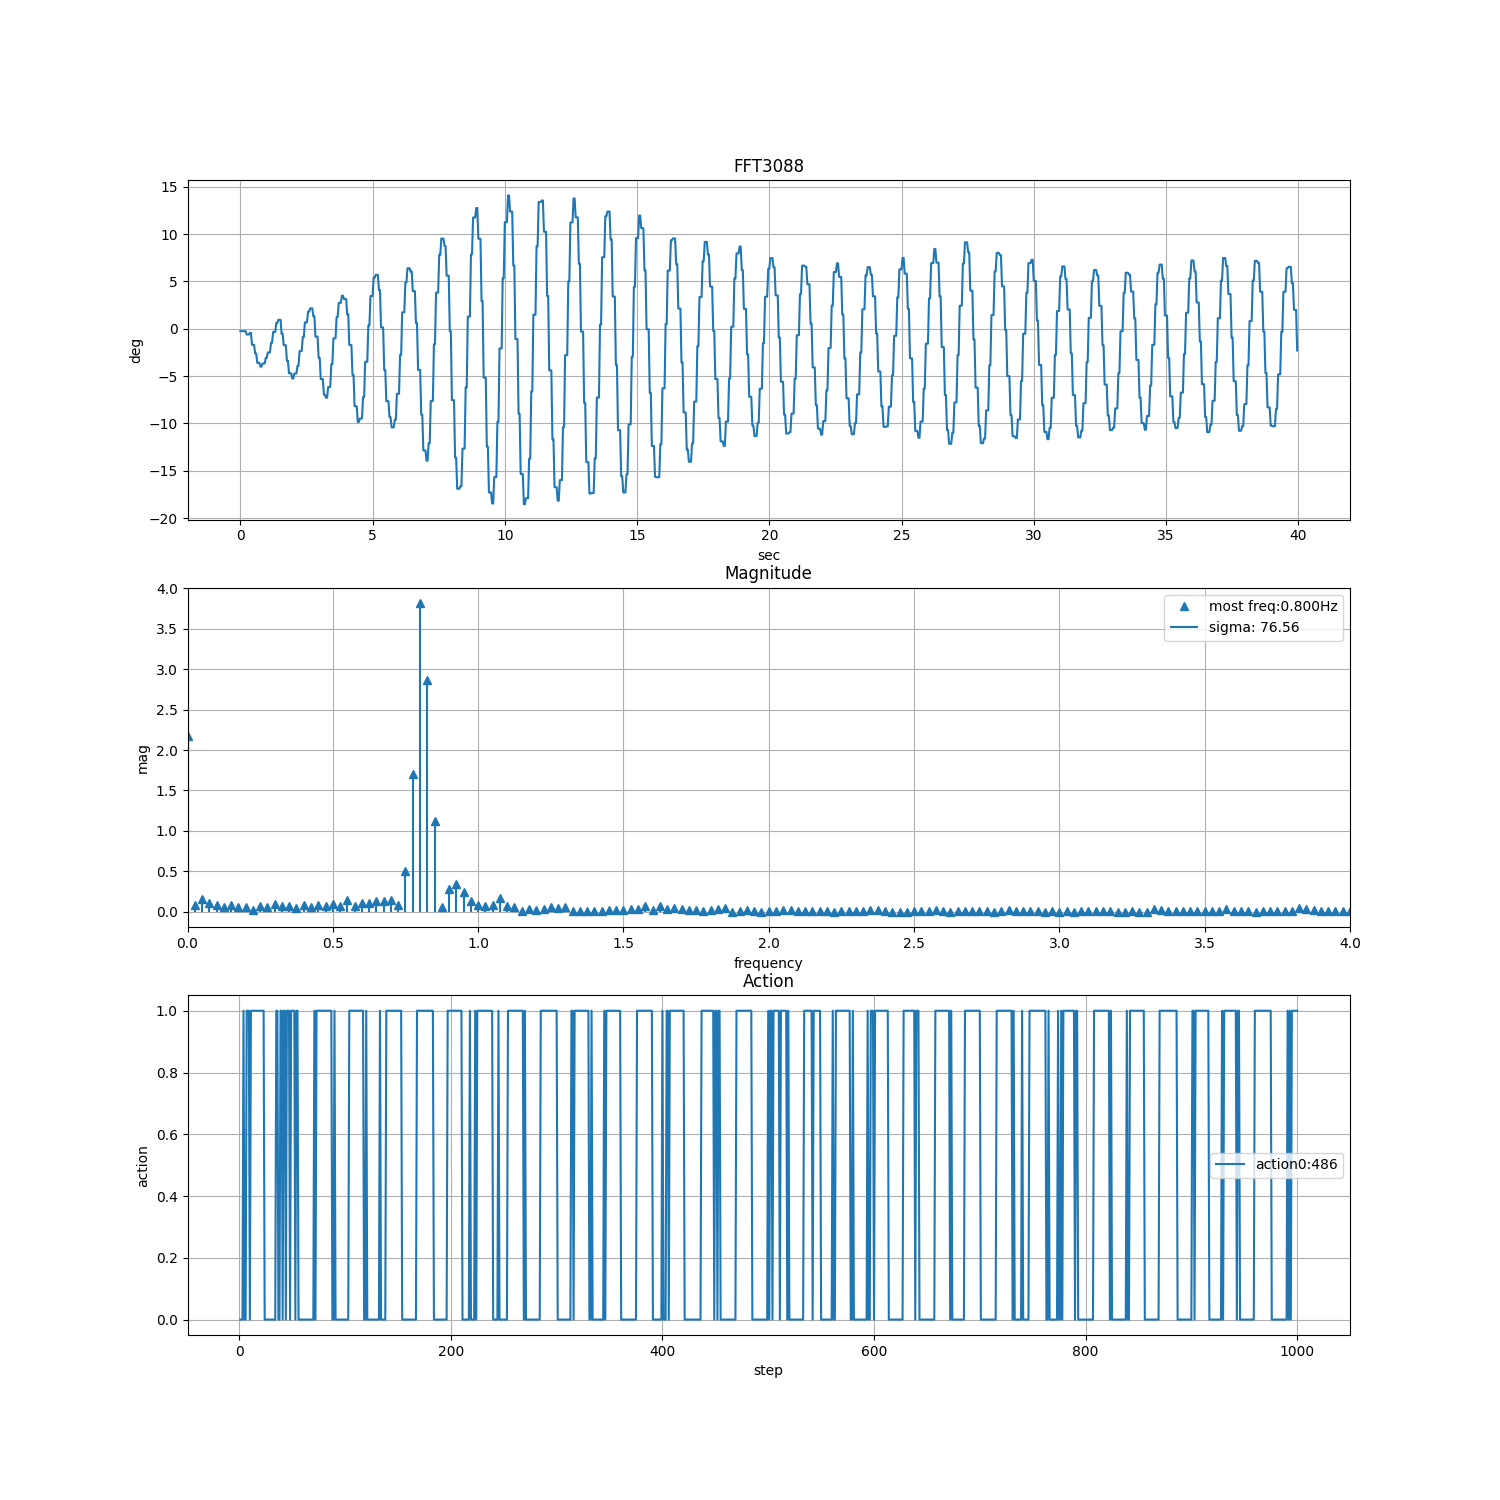 FFT3088
15
10
5
0
−5
−10
−15
−20
deg
0 5 10 15 20 25 30 35 40
sec
Magnitude
4.0
3.5
3.0
2.5
2.0
1.5
1.0
0.5
0.0
mag
most freq:0.800Hz
sigma: 76.56
0.0 0.5 1.0 1.5 2.0 2.5 3.0 3.5 4.0
frequency
Action
1.0
0.8
0.6
0.4
0.2
0.0
action
action0:486
0 200 400 600 800 1000
step